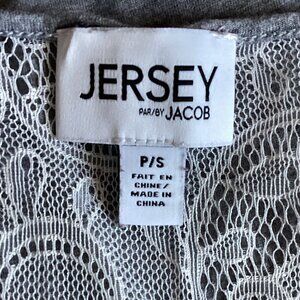 JERSEY
PAR/BY JACOB
P/S
FAIT EN
CHINE/
MADE IN
CHINA